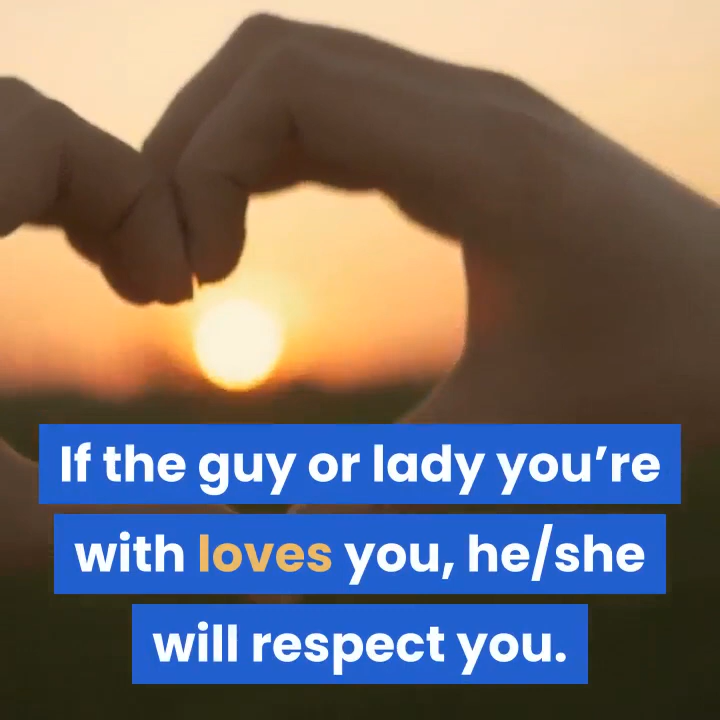 If the guy or lady you’re
with loves you, he/she
will respect you.